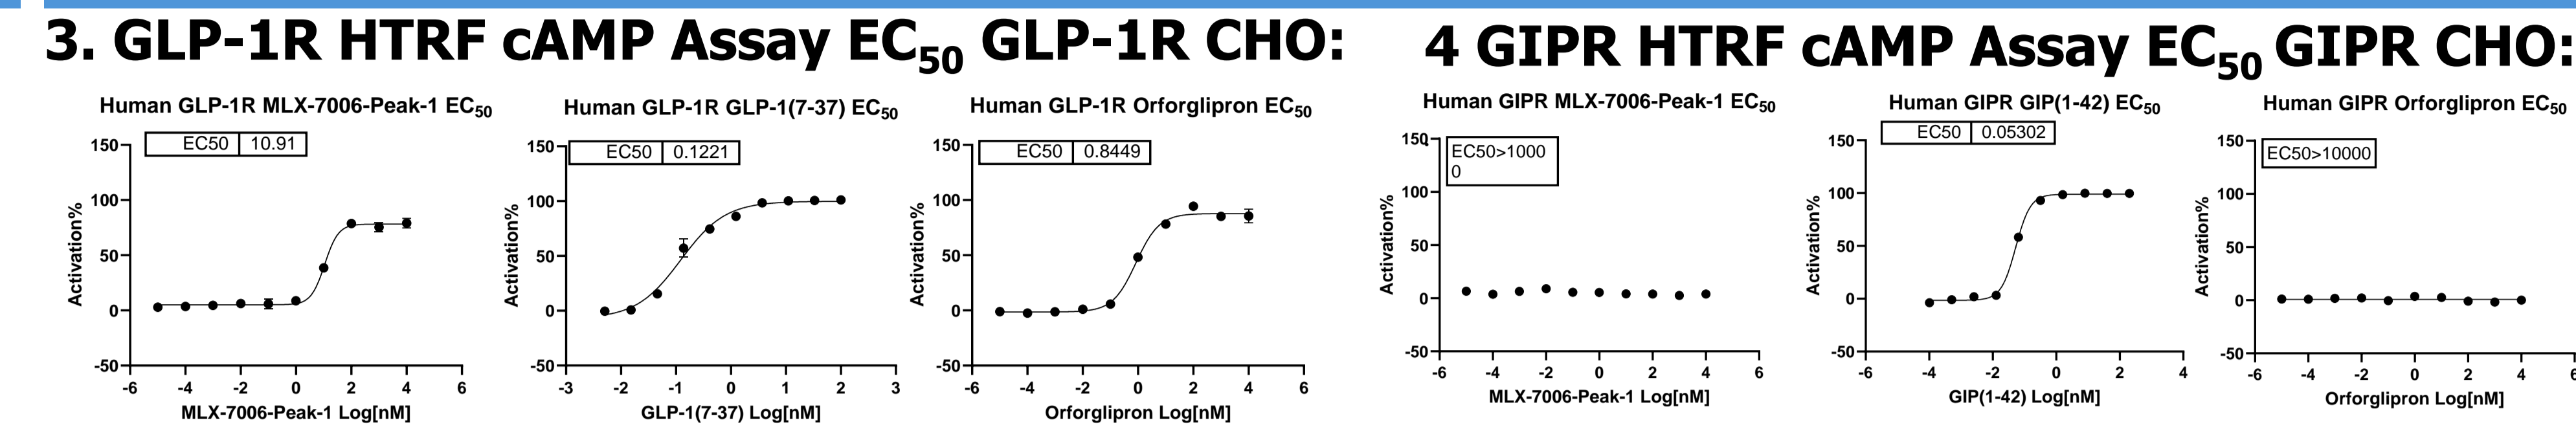 3. GLP-1R HTRF cAMP Assay EC50 GLP-1R CHO:
4 GIPR HTRF cAMP Assay EC50 GIPR CHO:
Human GLP-1R MLX-7006-Peak-1 EC50
EC50 10.91
150
100
50
0
-50
Activation%
-6 -4 -2 0 2 4 6
MLX-7006-Peak-1 Log[nM]
Human GLP-1R GLP-1(7-37) EC50
EC50 0.1221
150
100
50
0
-50
Activation%
-3 -2 -1 0 1 2 3
GLP-1(7-37) Log[nM]
Human GLP-1R Orforglipron EC50
EC50 0.8449
150
100
50
0
-50
Activation%
-6 -4 -2 0 2 4 6
Orforglipron Log[nM]
Human GIPR MLX-7006-Peak-1 EC50
EC50>1000
0
150
100
50
0
-50
Activation%
-6 -4 -2 0 2 4 6
MLX-7006-Peak-1 Log[nM]
Human GIPR GIP(1-42) EC50
EC50 0.05302
150
100
50
0
-50
Activation%
-6 -4 -2 0 2 4
GIP(1-42) Log[nM]
Human GIPR Orforglipron EC50
EC50>10000
150
100
50
0
-50
Activation%
-6 -4 -2 0 2 4
Orforglipron Log[nM]